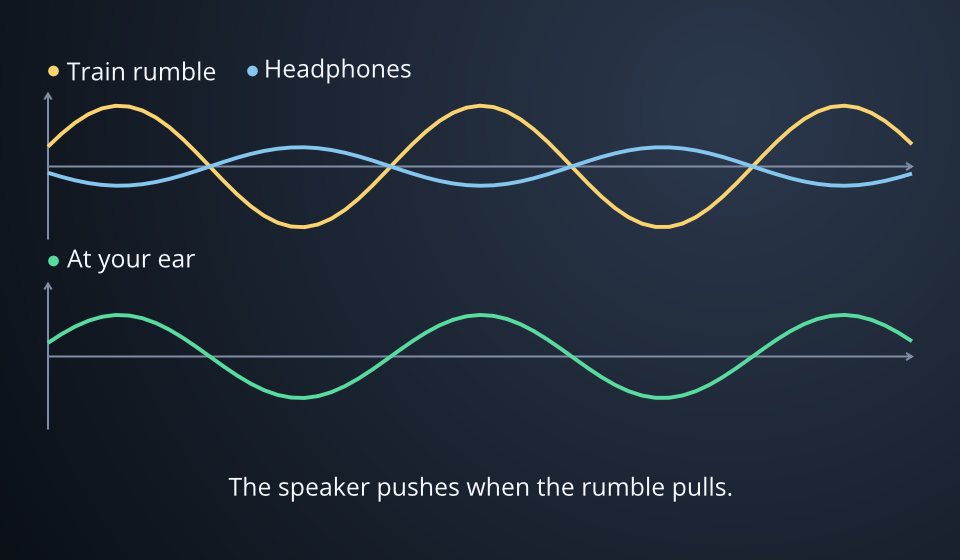 Train rumble Headphones
At your ear
The speaker pushes when the rumble pulls.